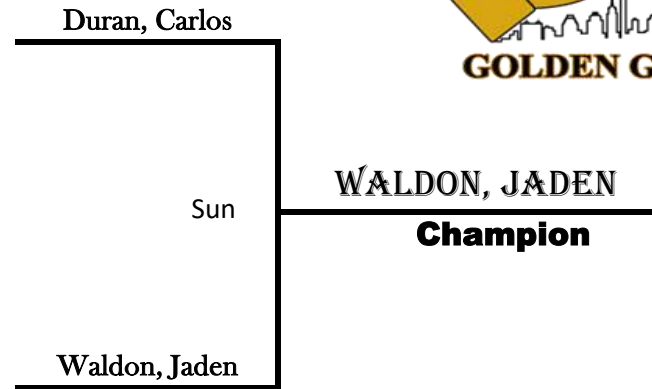 Duran, Carlos
GOLDEN G
WALDON, JADEN
Sun
Champion
Waldon, Jaden